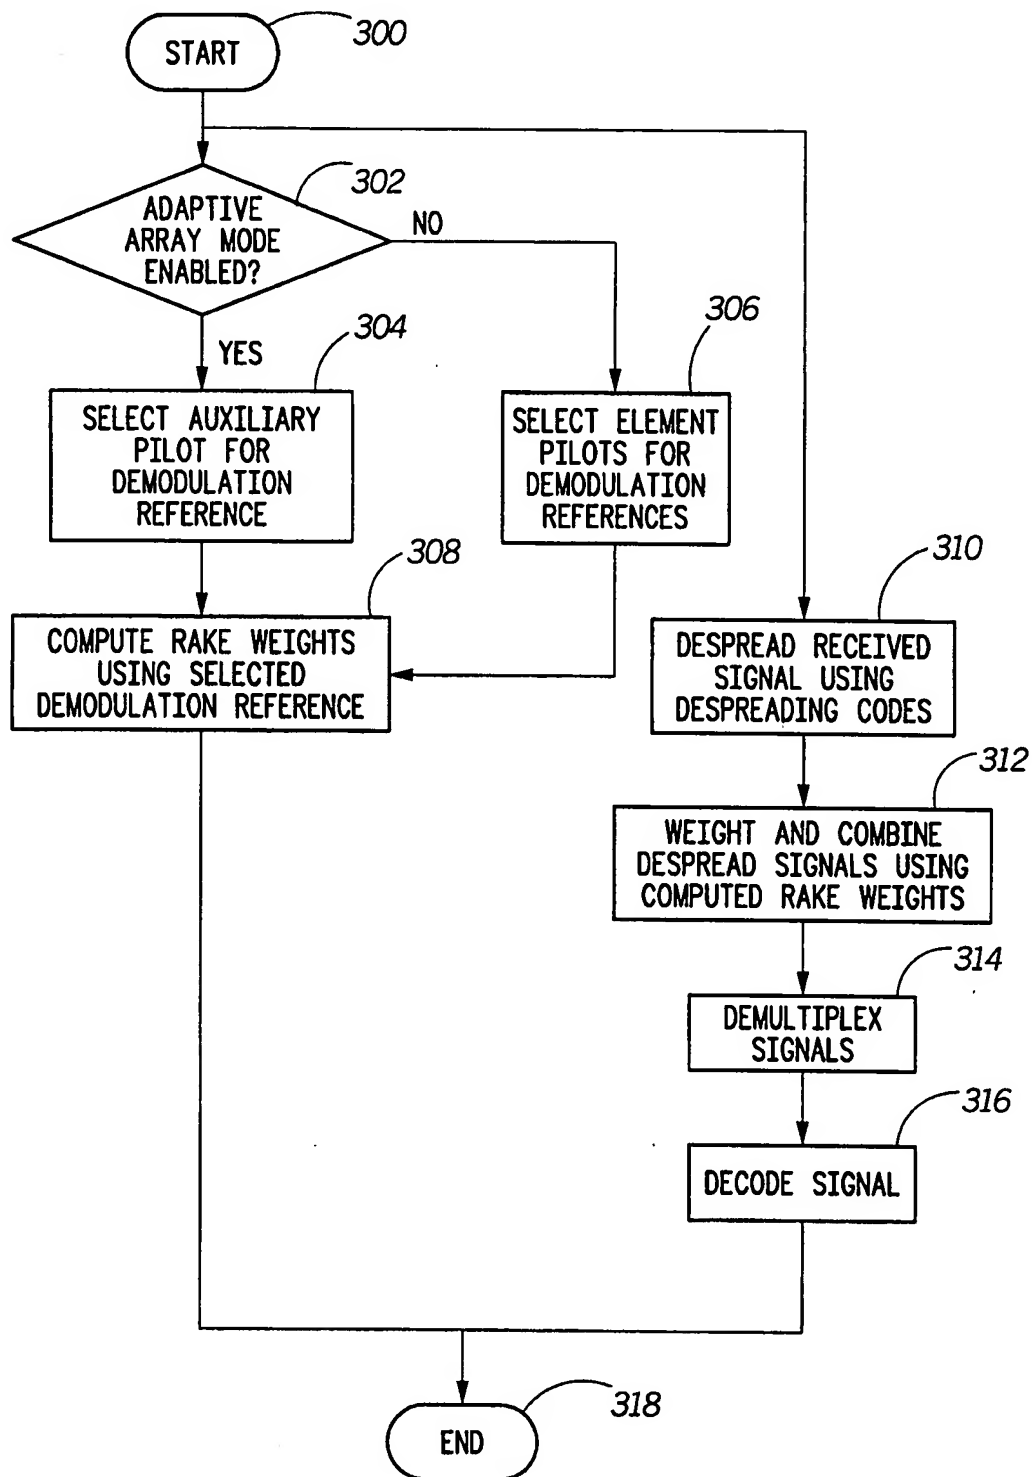 START
300
ADAPTIVE
ARRAY MODE
ENABLED?
302
NO
YES
304
SELECT AUXILIARY
PILOT FOR
DEMODULATION
REFERENCE
306
SELECT ELEMENT
PILOTS FOR
DEMODULATION
REFERENCES
308
COMPUTE RAKE WEIGHTS
USING SELECTED
DEMODULATION REFERENCE
310
DESPREAD RECEIVED
SIGNAL USING
DESPREADING CODES
312
WEIGHT AND COMBINE
DESPREAD SIGNALS USING
COMPUTED RAKE WEIGHTS
314
DEMULTIPLEX
SIGNALS
316
DECODE SIGNAL
318
END